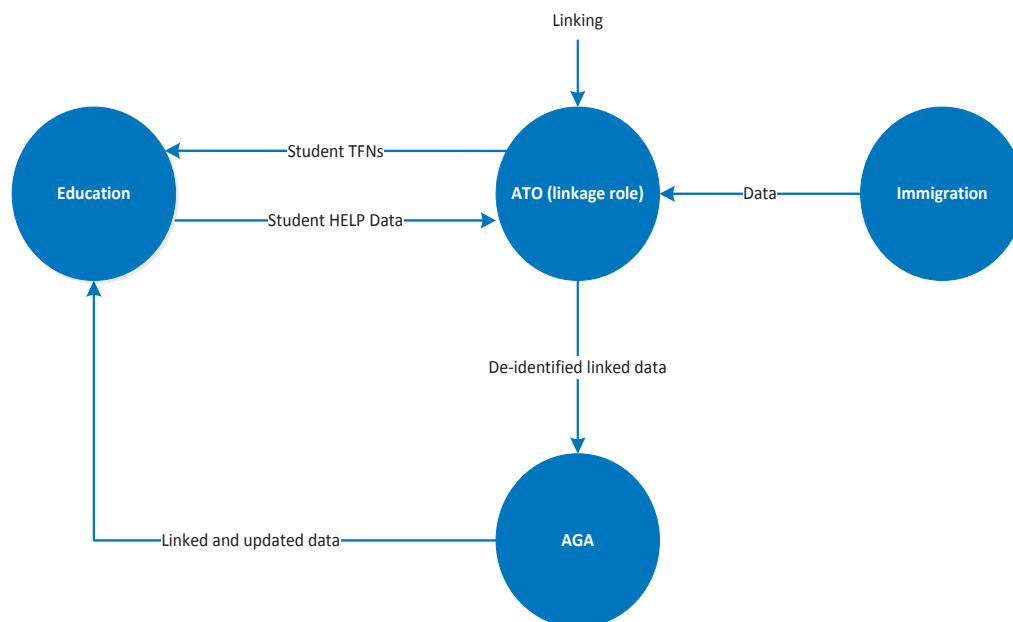 Linking
Student TFNs
Education
ATO (linkage role)
Data
Immigration
Student HELP Data
De-identified linked data
Linked and updated data
AGA